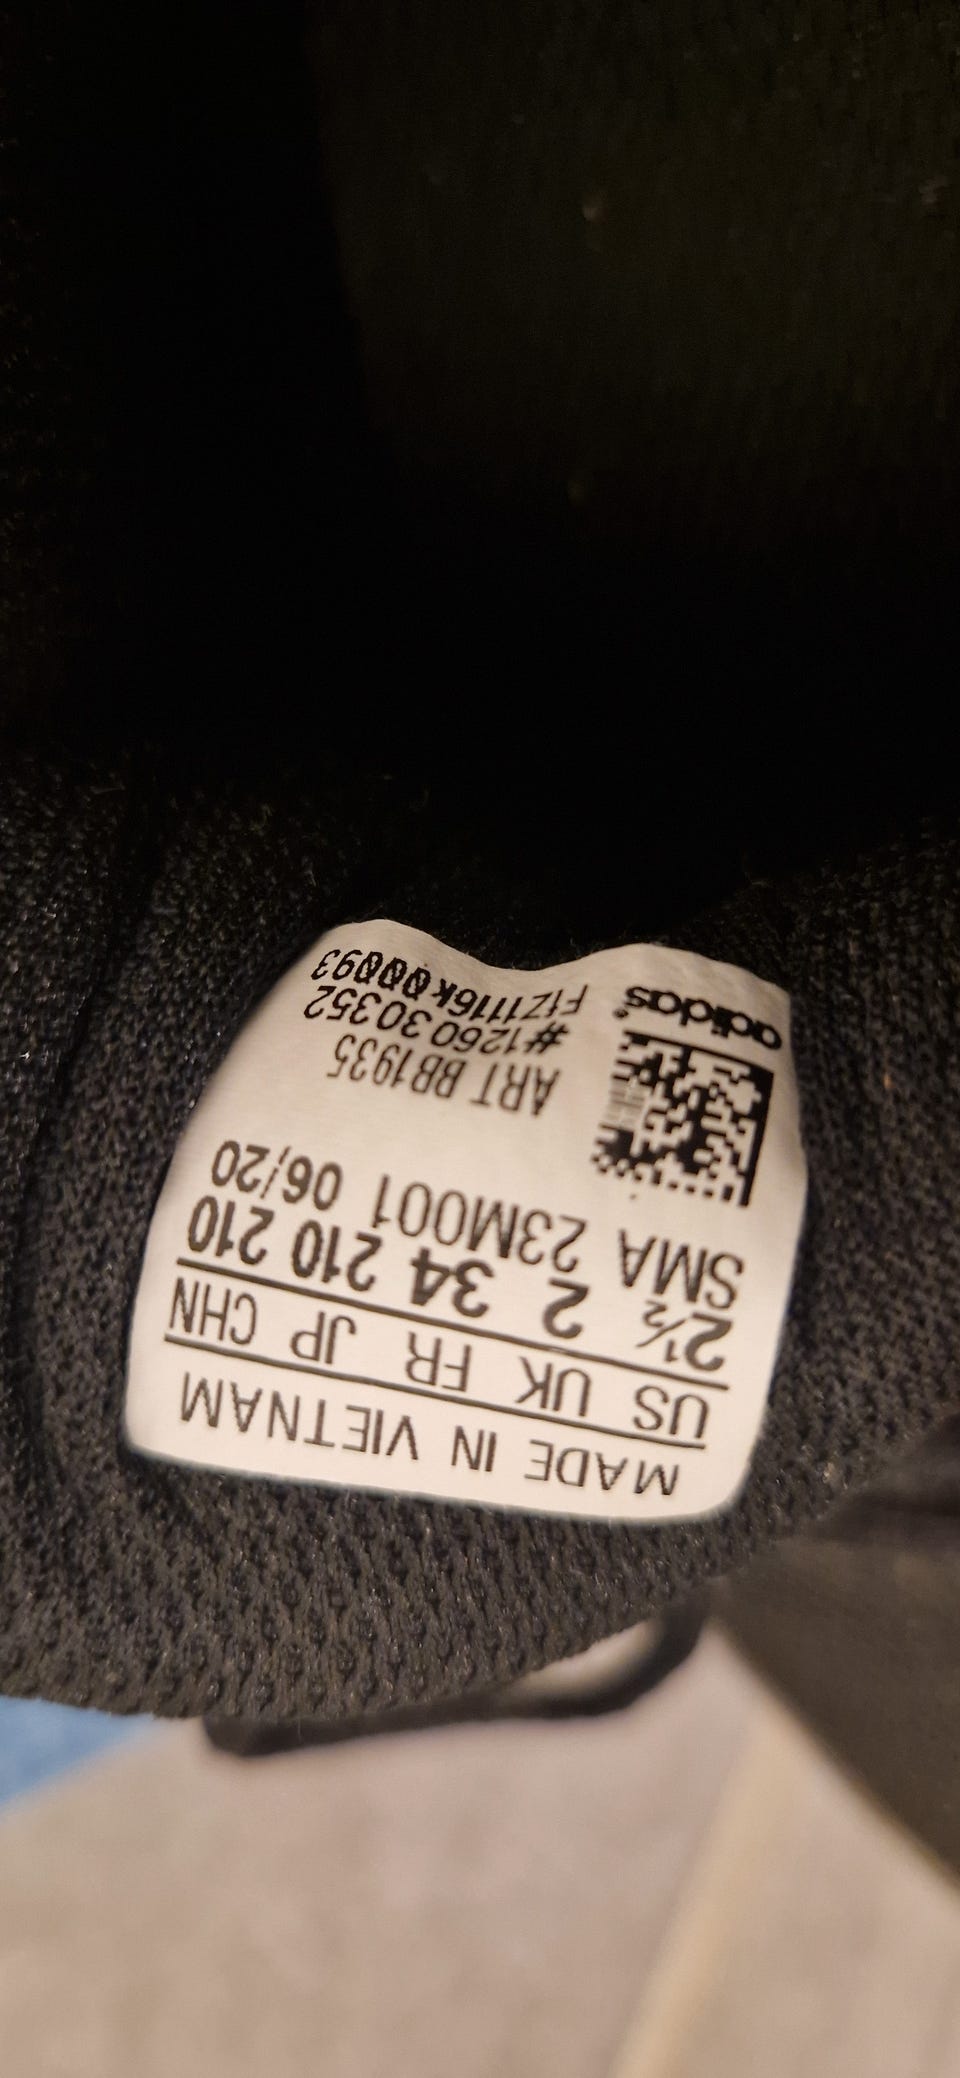 MADE IN VIETNAM
US UK FR JP CHN
2½ 2 34 210 210
SMA 23M001 06/20
ART BB1935
#1260 30352
F1Z1116k00093
adidas